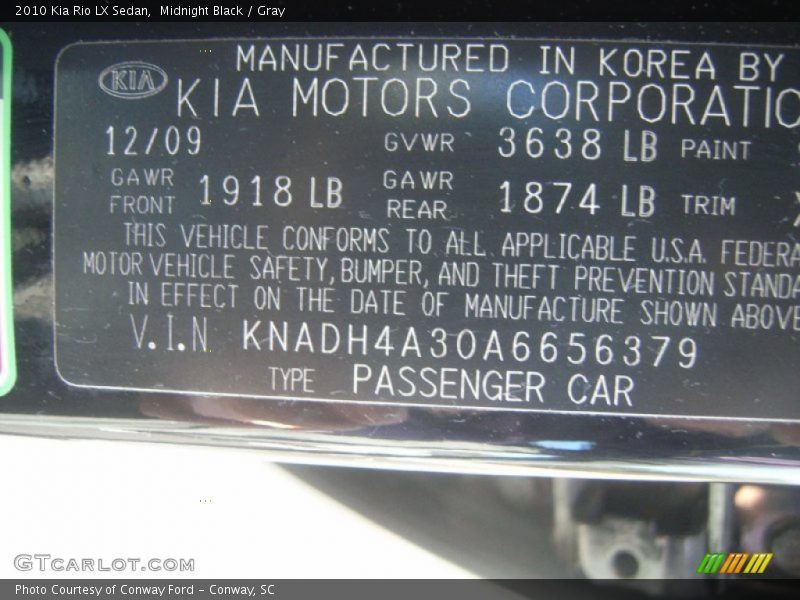 2010 Kia Rio LX Sedan, Midnight Black / Gray
MANUFACTURED IN KOREA BY
KIA
KIA MOTORS CORPORATIO
12/09 GVWR 3638 LB PAINT
GAWR FRONT 1918 LB GAWR REAR 1874 LB TRIM
THIS VEHICLE CONFORMS TO ALL APPLICABLE U.S.A. FEDERA
MOTOR VEHICLE SAFETY, BUMPER, AND THEFT PREVENTION STANDA
IN EFFECT ON THE DATE OF MANUFACTURE SHOWN ABOVE
V.I.N KNADH4A30A6656379
TYPE PASSENGER CAR
GTCARLOT.COM
Photo Courtesy of Conway Ford – Conway, SC